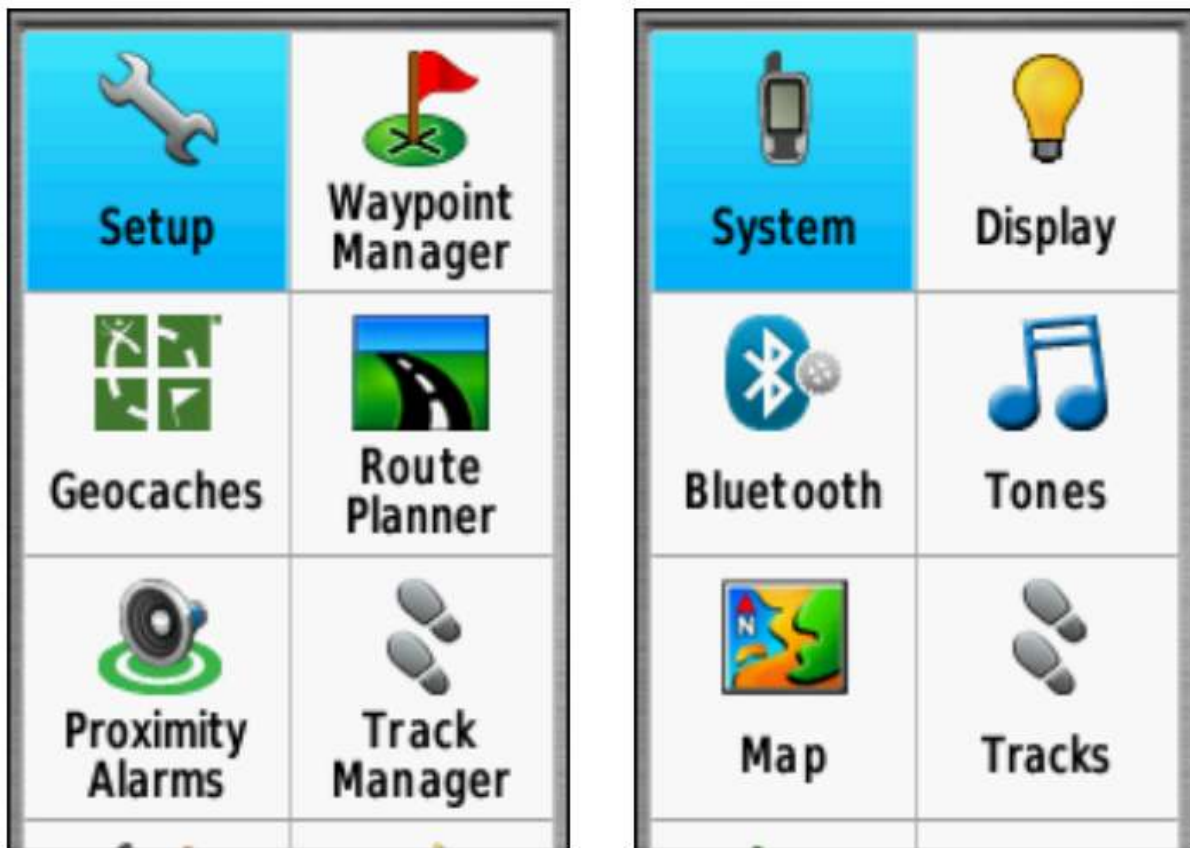 Setup
Waypoint
Manager
Geocaches
Route
Planner
Proximity
Alarms
Track
Manager
System
Display
Bluetooth
Tones
N
Map
Tracks